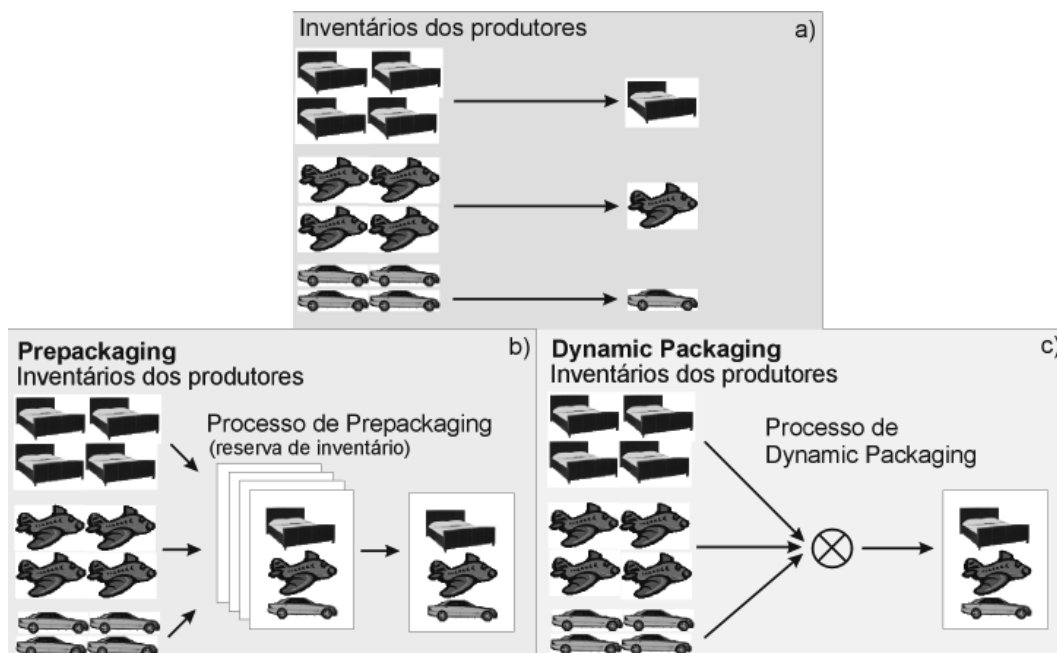 Inventários dos produtores
a)
Prepackaging
b)
Inventários dos produtores
Processo de Prepackaging
(reserva de inventário)
Dynamic Packaging
c)
Inventários dos produtores
Processo de
Dynamic Packaging